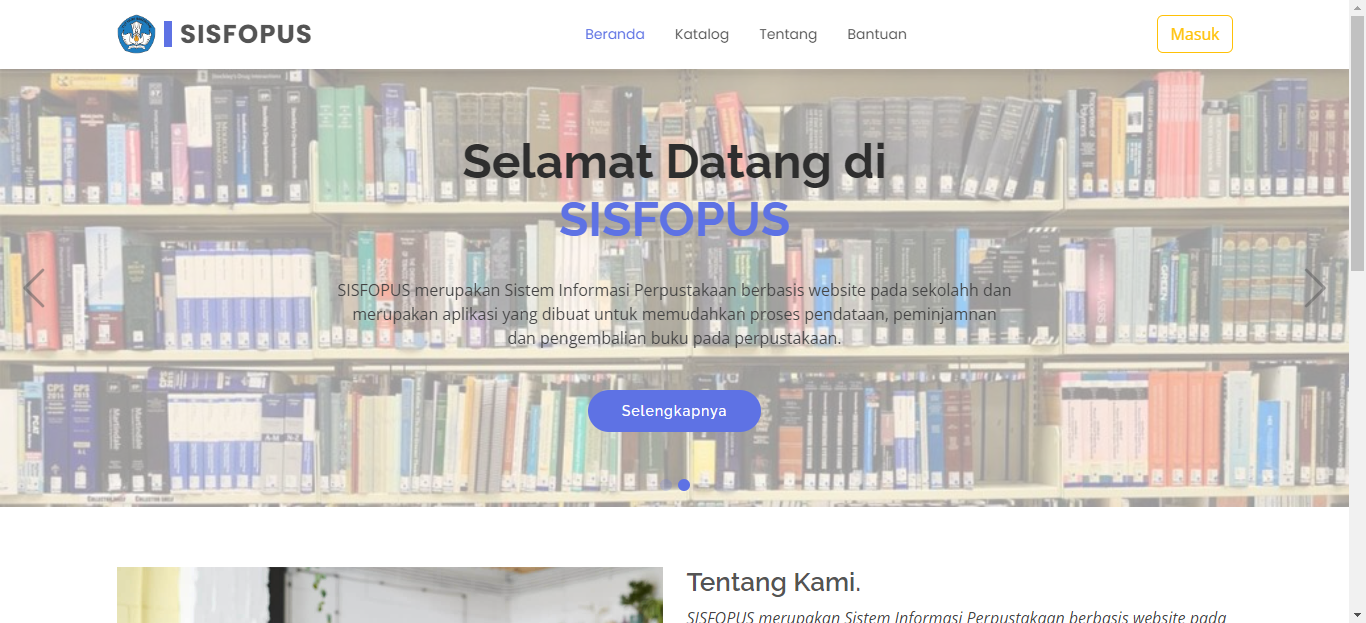 SISFOPUS
Beranda
Katalog
Tentang
Bantuan
Masuk
Selamat Datang di
SISFOPUS
SISFOPUS merupakan Sistem Informasi Perpustakaan berbasis website pada sekolahh dan
merupakan aplikasi yang dibuat untuk memudahkan proses pendataan, peminjamnan
dan pengembalian buku pada perpustakaan.
Selengkapnya
Tentang Kami.
SISFOPUS merupakan Sistem Informasi Perpustakaan berbasis website pada